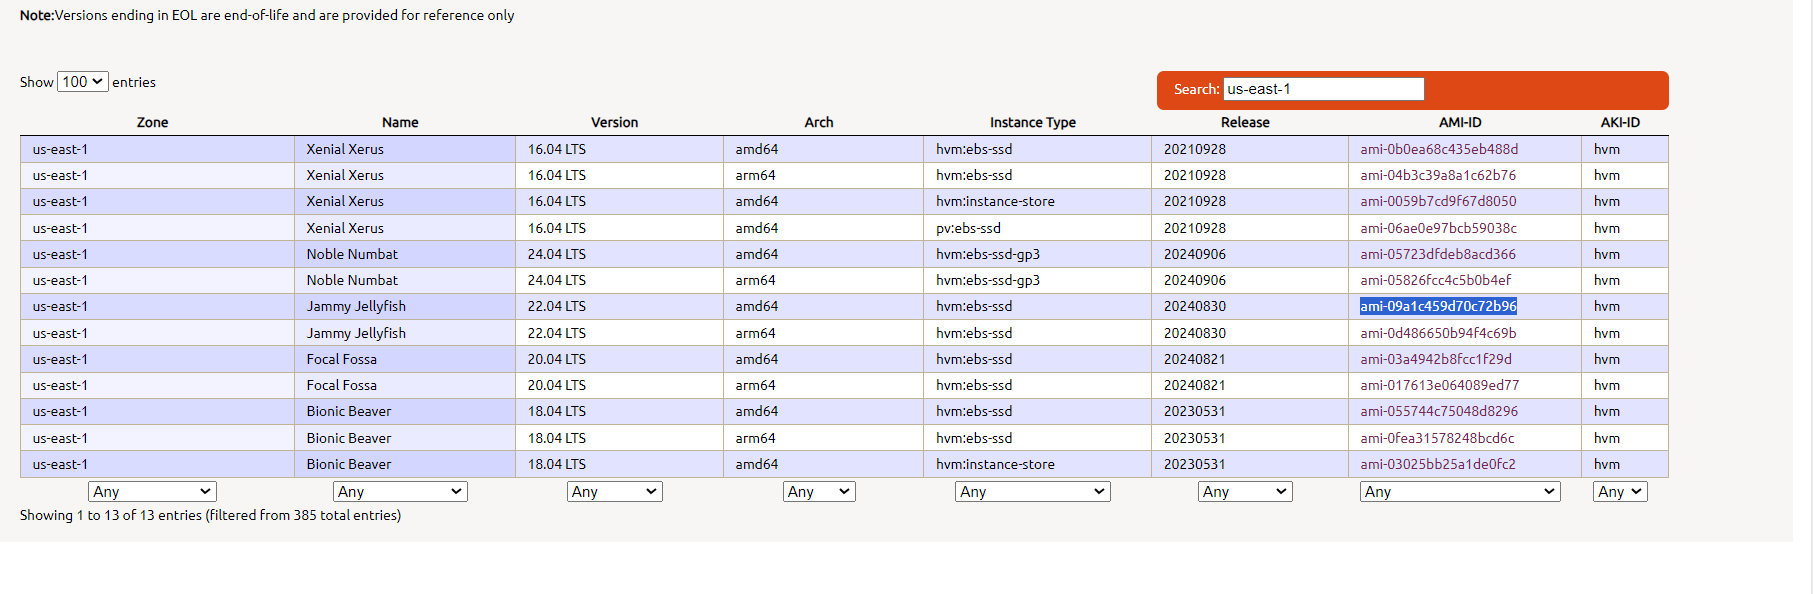 Note:Versions ending in EOL are end-of-life and are provided for reference only
Show 100 entries
Search: us-east-1
Zone Name Version Arch Instance Type Release AMI-ID AKI-ID
us-east-1 Xenial Xerus 16.04 LTS amd64 hvm:ebs-ssd 20210928 ami-0b0ea68c435eb488d hvm
us-east-1 Xenial Xerus 16.04 LTS arm64 hvm:ebs-ssd 20210928 ami-04b3c39a8a1c62b76 hvm
us-east-1 Xenial Xerus 16.04 LTS amd64 hvm:instance-store 20210928 ami-0059b7cd9f67d8050 hvm
us-east-1 Xenial Xerus 16.04 LTS amd64 pv:ebs-ssd 20210928 ami-06ae0e97bcb59038c hvm
us-east-1 Noble Numbat 24.04 LTS amd64 hvm:ebs-ssd-gp3 20240906 ami-05723dfdeb8acd366 hvm
us-east-1 Noble Numbat 24.04 LTS arm64 hvm:ebs-ssd-gp3 20240906 ami-05826fcc4c5b0b4ef hvm
us-east-1 Jammy Jellyfish 22.04 LTS amd64 hvm:ebs-ssd 20240830 ami-09a1c459d70c72b96 hvm
us-east-1 Jammy Jellyfish 22.04 LTS arm64 hvm:ebs-ssd 20240830 ami-0d486650b94f4c69b hvm
us-east-1 Focal Fossa 20.04 LTS amd64 hvm:ebs-ssd 20240821 ami-03a4942b8fcc1f29d hvm
us-east-1 Focal Fossa 20.04 LTS arm64 hvm:ebs-ssd 20240821 ami-017613e064089ed77 hvm
us-east-1 Bionic Beaver 18.04 LTS amd64 hvm:ebs-ssd 20230531 ami-055744c75048d8296 hvm
us-east-1 Bionic Beaver 18.04 LTS arm64 hvm:ebs-ssd 20230531 ami-0fea31578248bcd6c hvm
us-east-1 Bionic Beaver 18.04 LTS amd64 hvm:instance-store 20230531 ami-03025bb25a1de0fc2 hvm
Any Any Any Any Any Any Any Any
Showing 1 to 13 of 13 entries (filtered from 385 total entries)